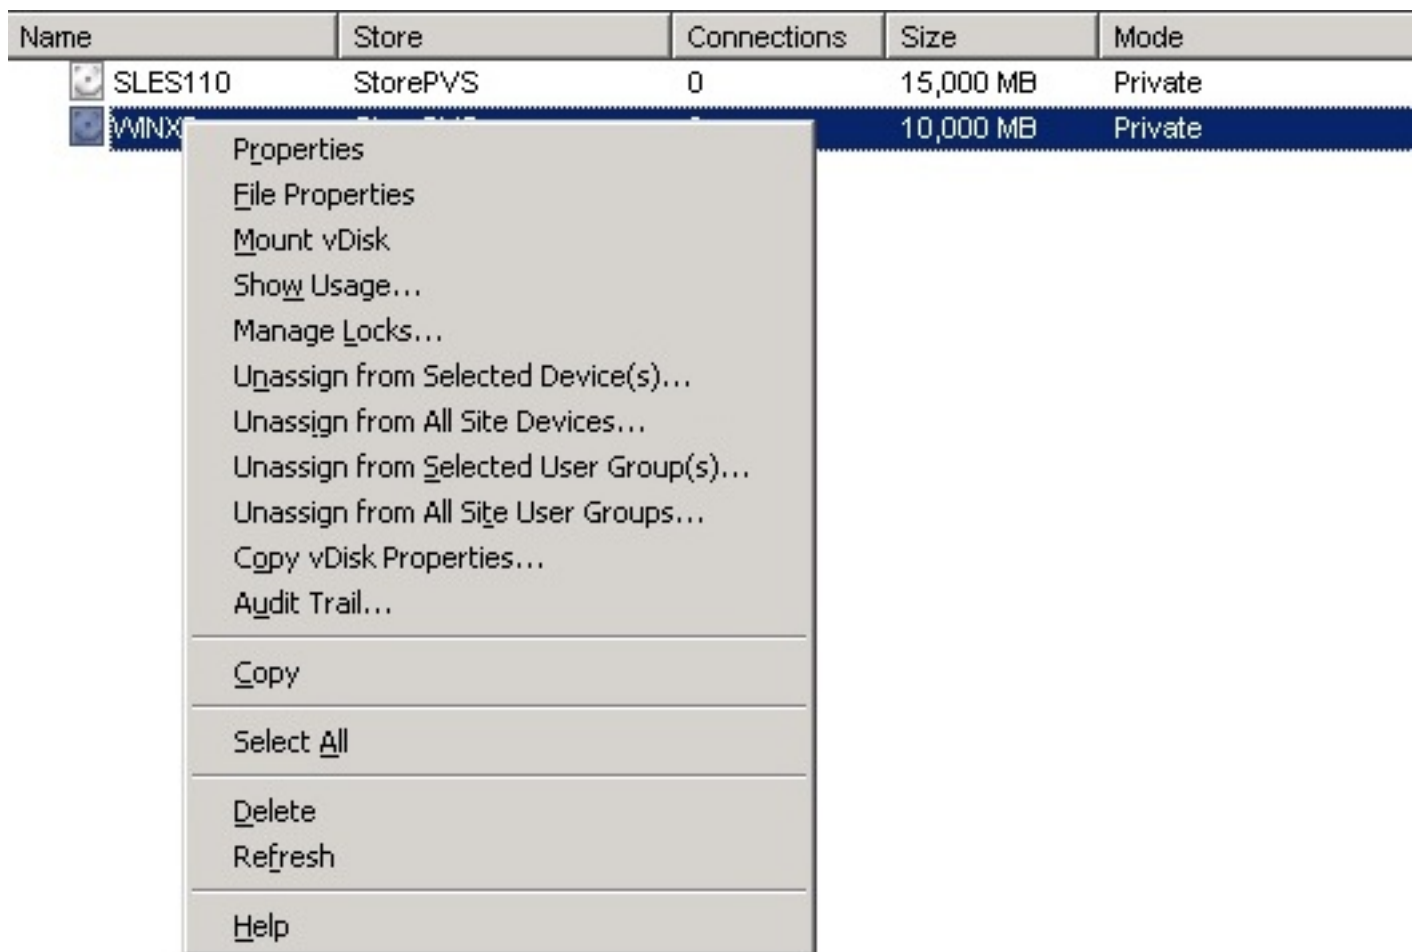 Name Store Connections Size Mode
SLES110 StorePVS 0 15,000 MB Private
10,000 MB Private
Properties
File Properties
Mount vDisk
Show Usage...
Manage Locks...
Unassign from Selected Device(s)...
Unassign from All Site Devices...
Unassign from Selected User Group(s)...
Unassign from All Site User Groups...
Copy vDisk Properties...
Audit Trail...
Copy
Select All
Delete
Refresh
Help